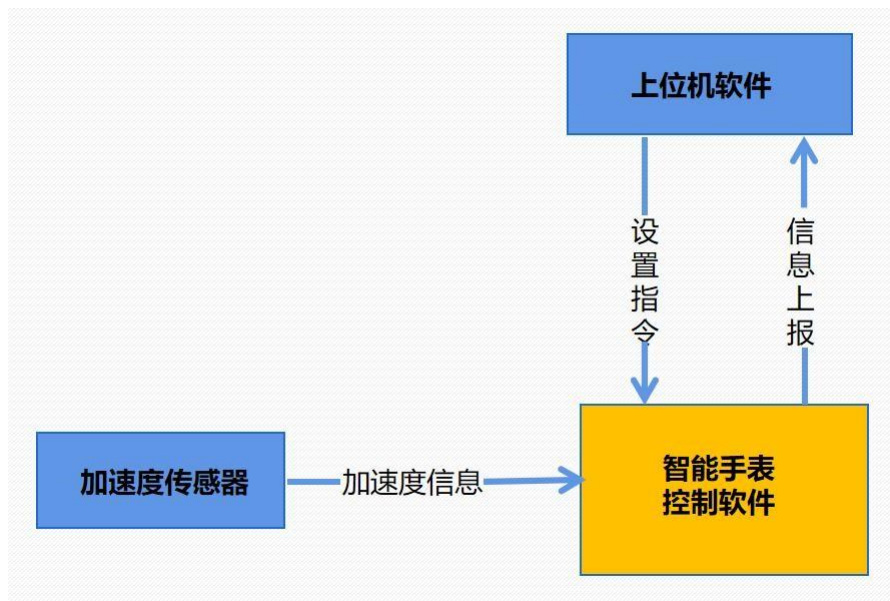 上位机软件
设置指令
信息上报
加速度传感器
加速度信息
智能手表
控制软件